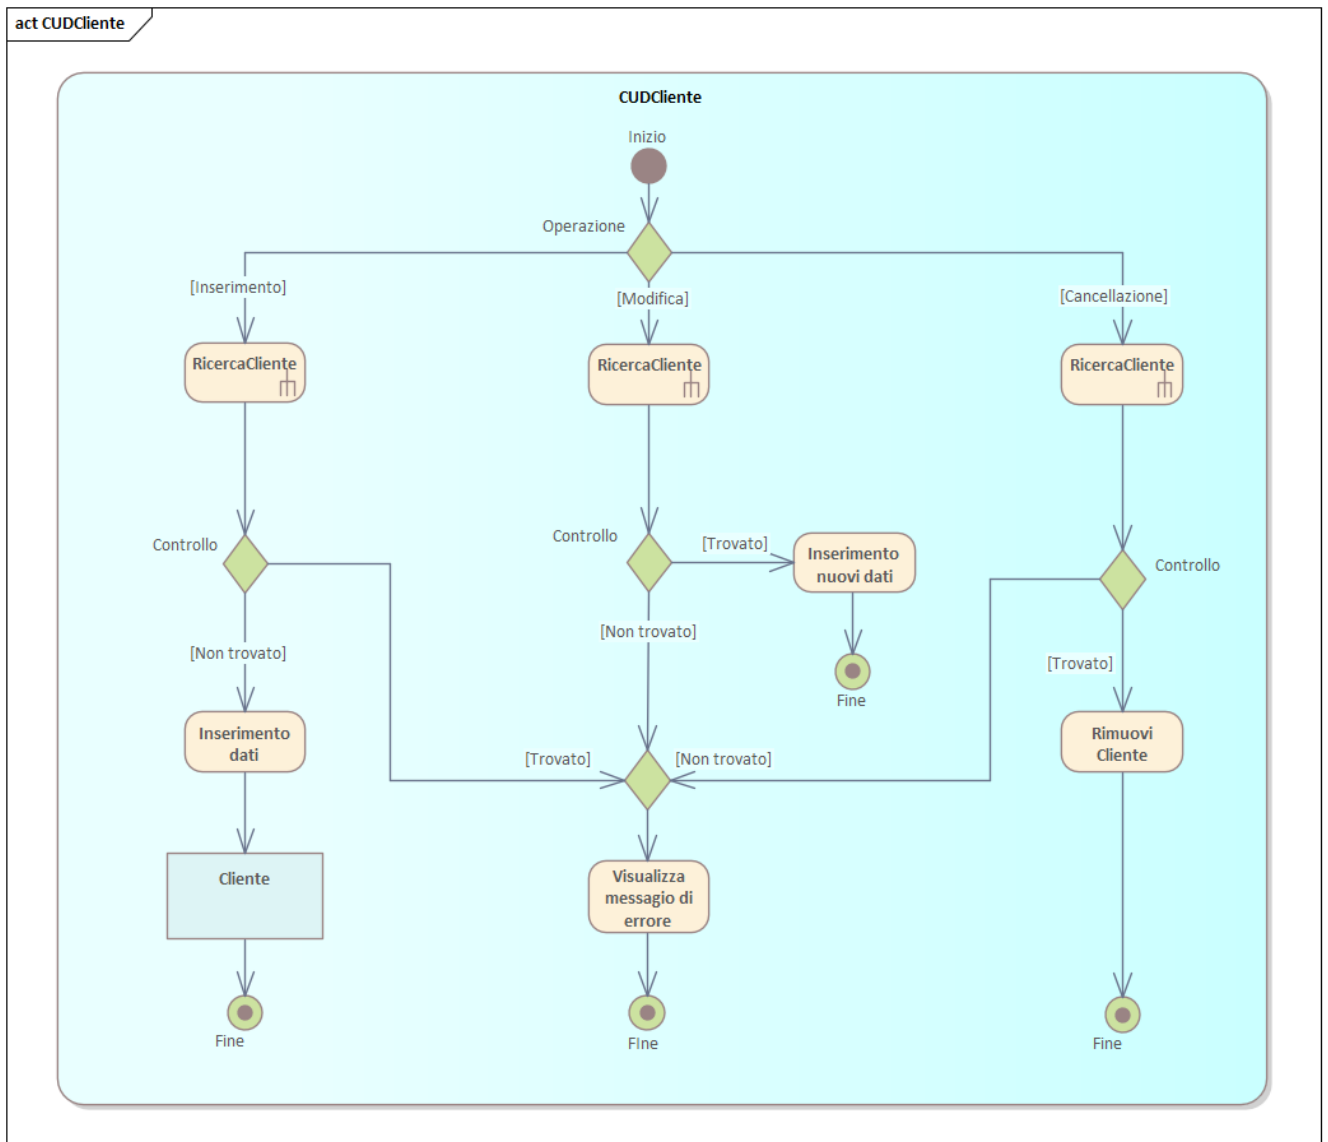 act CUDCliente
CUDCliente
Inizio
Operazione
[Inserimento]
[Modifica]
[Cancellazione]
RicercaCliente
RicercaCliente
RicercaCliente
Controllo
Controllo
[Trovato]
Inserimento
nuovi dati
Controllo
[Non trovato]
[Non trovato]
[Trovato]
Fine
Inserimento
dati
[Trovato]
[Non trovato]
Rimuovi
Cliente
Cliente
Visualizza
messagio di
errore
Fine
FIne
Fine